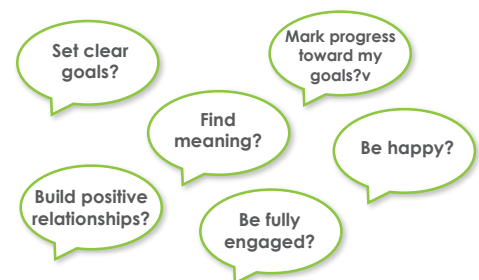 Set clear
goals?
Mark progress
toward my
goals?v
Find
meaning?
Be happy?
Build positive
relationships?
Be fully
engaged?